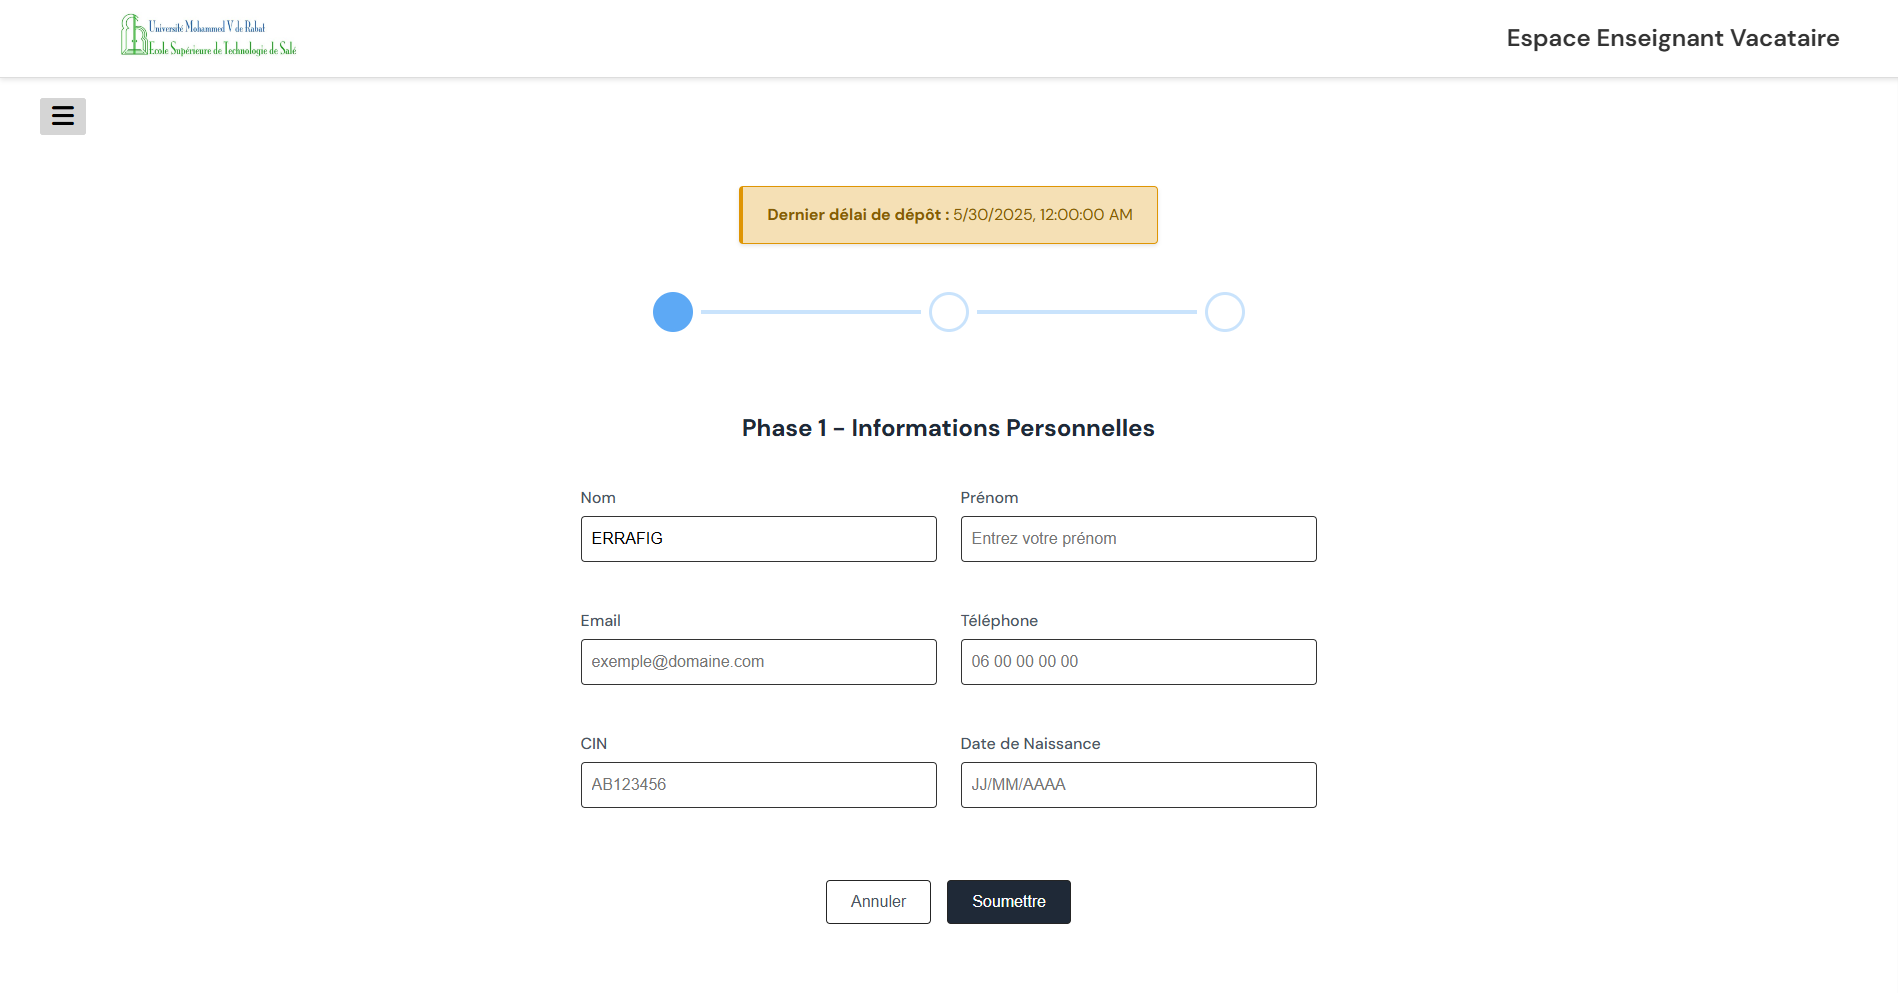 Université Mohammed V de Rabat
Ecole Supérieure de Technologie de Salé
Espace Enseignant Vacataire
Dernier délai de dépôt : 5/30/2025, 12:00:00 AM
Phase 1 - Informations Personnelles
Nom
ERRAFIG
Prénom
Entrez votre prénom
Email
exemple@domaine.com
Téléphone
06 00 00 00 00
CIN
AB123456
Date de Naissance
JJ/MM/AAAA
Annuler
Soumettre